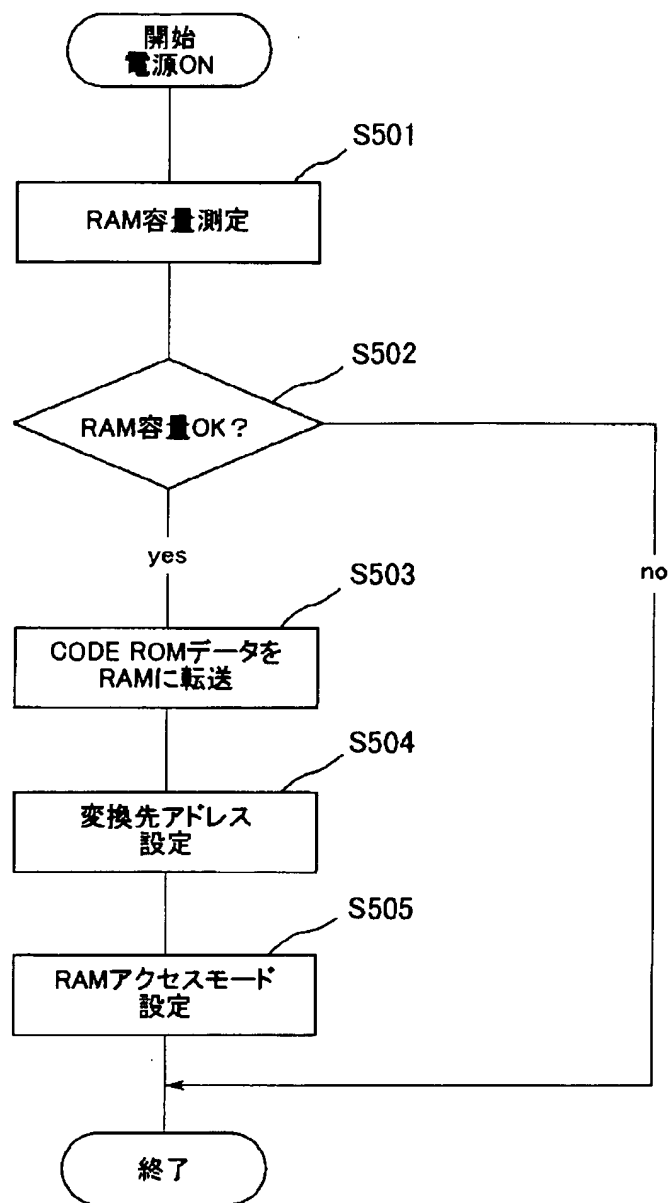 開始
電源ON
S501
RAM容量測定
S502
RAM容量OK?
yes
no
S503
CODE ROMデータを
RAMに転送
S504
変換先アドレス
設定
S505
RAMアクセスモード
設定
終了